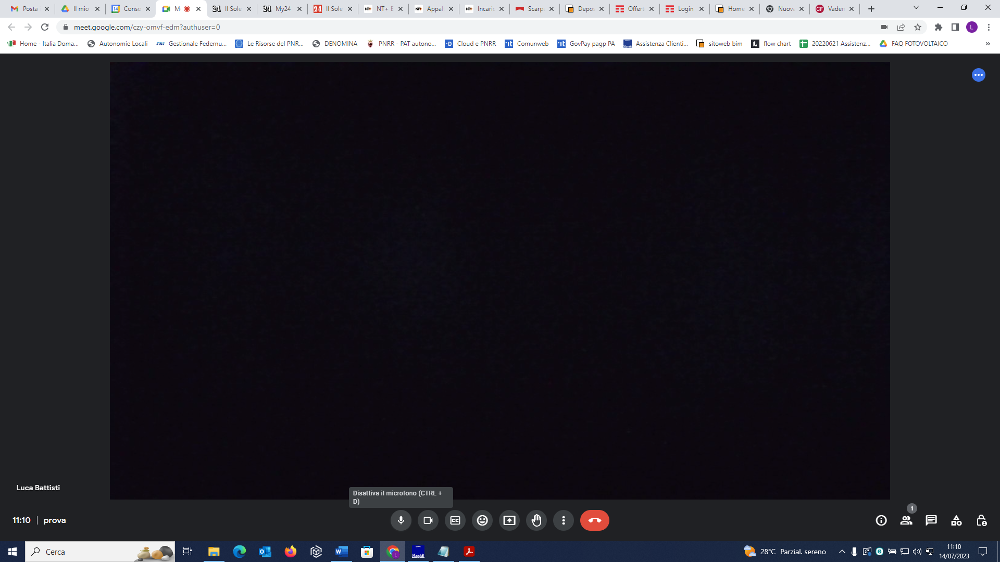 Posta
Il mio
Conso
M
Il Sole
My24
Il Sole
NT+ E
Appal
Incaric
Scarp
Depos
Offert
Login
Home
Nuova
Vadem
meet.google.com/czy-omvf-edm?authuser=0
L
Home - Italia Doma...
Autonomie Locali
Gestionale Federnu...
Le Risorse del PNR...
DENOMINA
PNRR - PAT autono...
Cloud e PNRR
Comunweb
GovPay pagp PA
Assistenza Clienti...
sitoweb bim
flow chart
20220621 Assistenz...
FAQ FOTOVOLTAICO
»
Luca Battisti
Disattiva il microfono (CTRL +
D)
11:10 | prova
1
Cerca
28°C Parzial. sereno
11:10
14/07/2023